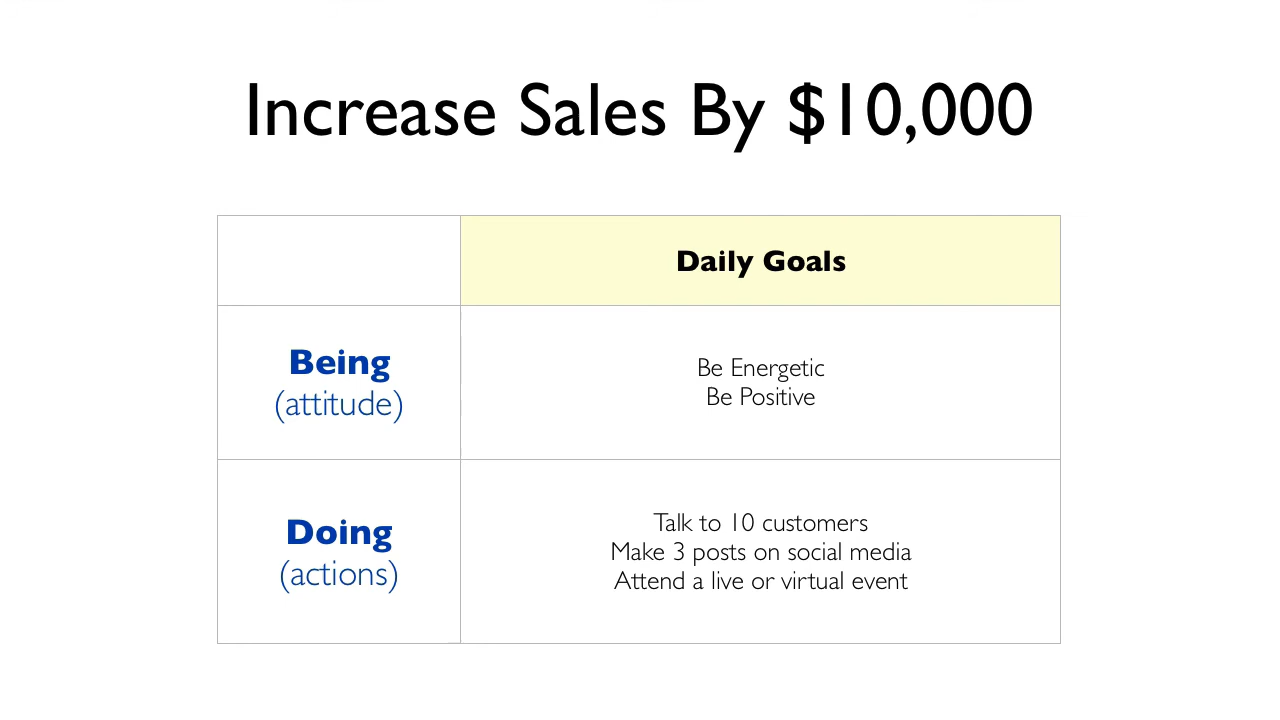 Increase Sales By $10,000
Daily Goals
Being
(attitude)
Be Energetic
Be Positive
Doing
(actions)
Talk to 10 customers
Make 3 posts on social media
Attend a live or virtual event